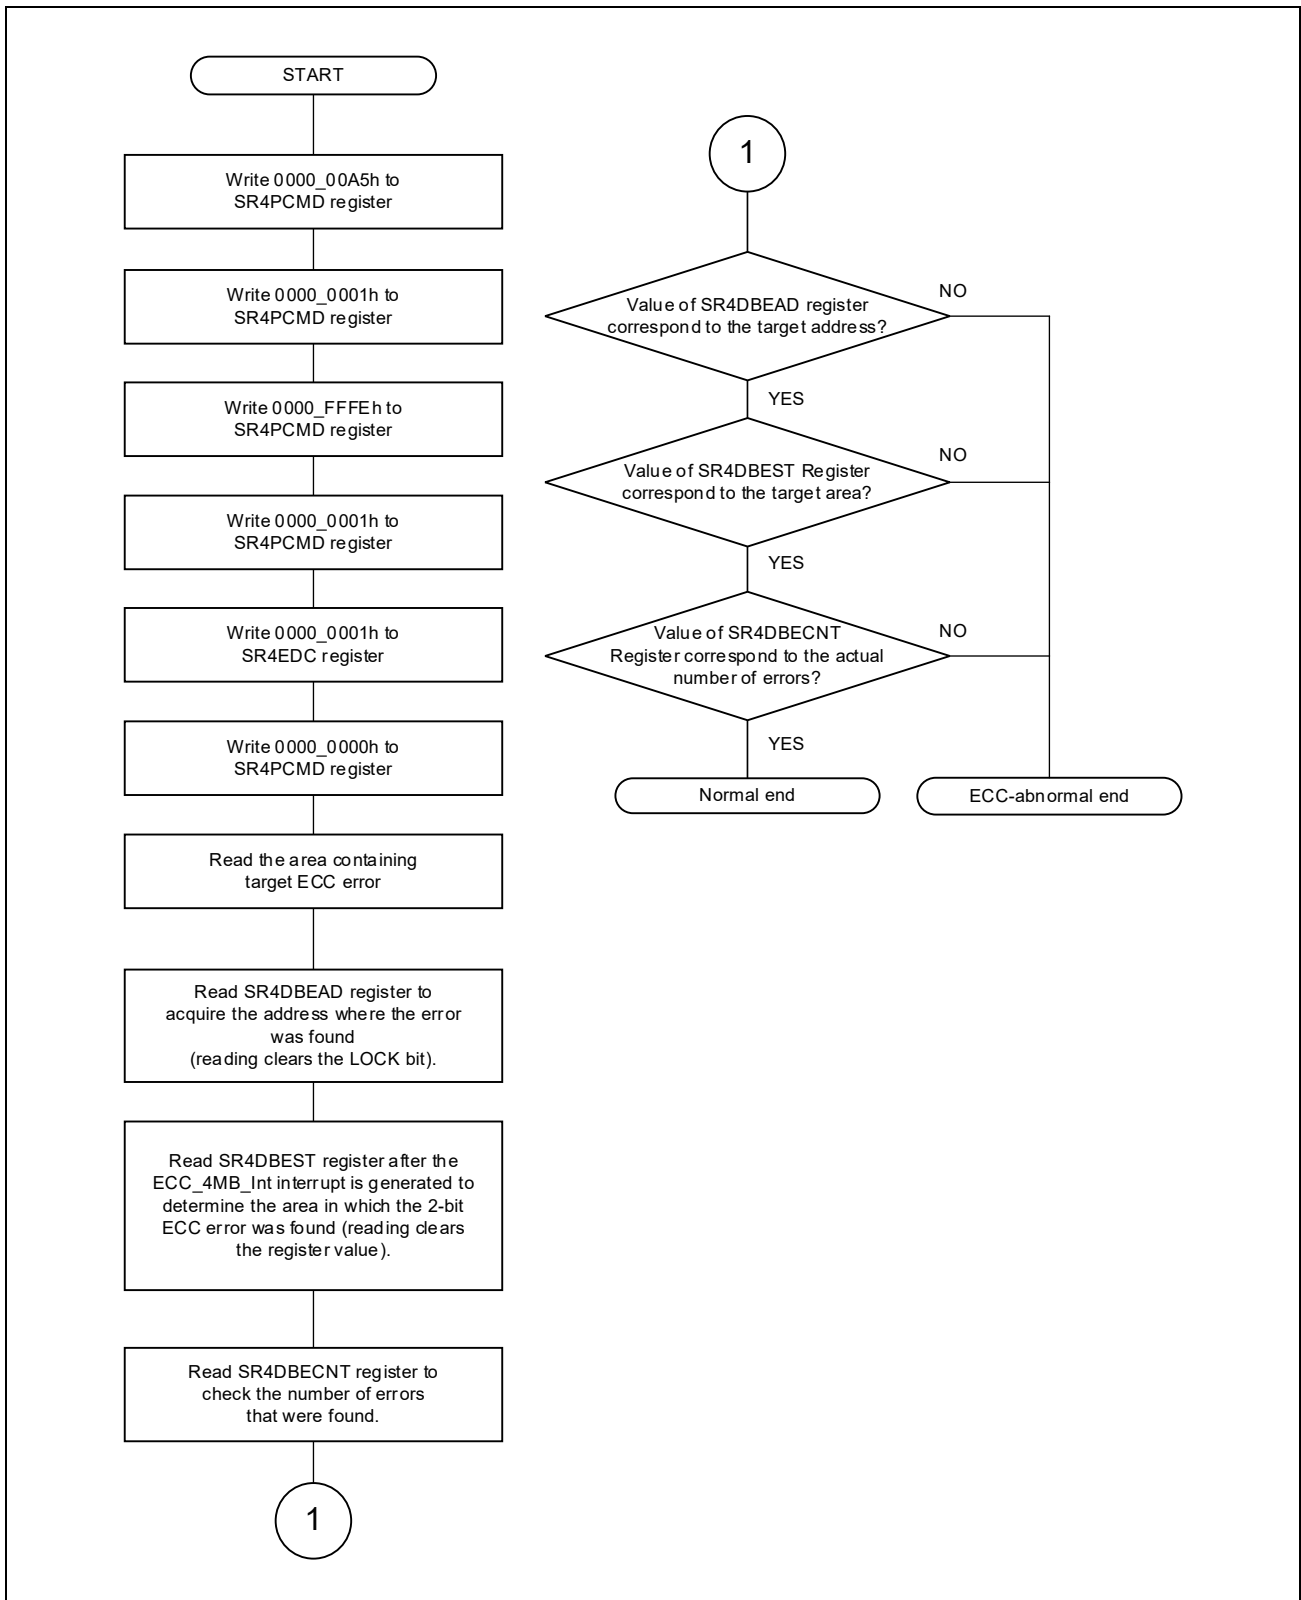 START
Write 0000_00A5h to
SR4PCMD register
Write 0000_0001h to
SR4PCMD register
Write 0000_FFFEh to
SR4PCMD register
Write 0000_0001h to
SR4PCMD register
Write 0000_0001h to
SR4EDC register
Write 0000_0000h to
SR4PCMD register
Read the area containing
target ECC error
Read SR4DBEAD register to
acquire the address where the error
was found
(reading clears the LOCK bit).
Read SR4DBEST register after the
ECC_4MB_Int interrupt is generated to
determine the area in which the 2-bit
ECC error was found (reading clears
the register value).
Read SR4DBECNT register to
check the number of errors
that were found.
1
1
Value of SR4DBEAD register
correspond to the target address?
NO
YES
Value of SR4DBEST Register
correspond to the target area?
NO
YES
Value of SR4DBECNT
Register correspond to the actual
number of errors?
NO
YES
Normal end
ECC-abnormal end